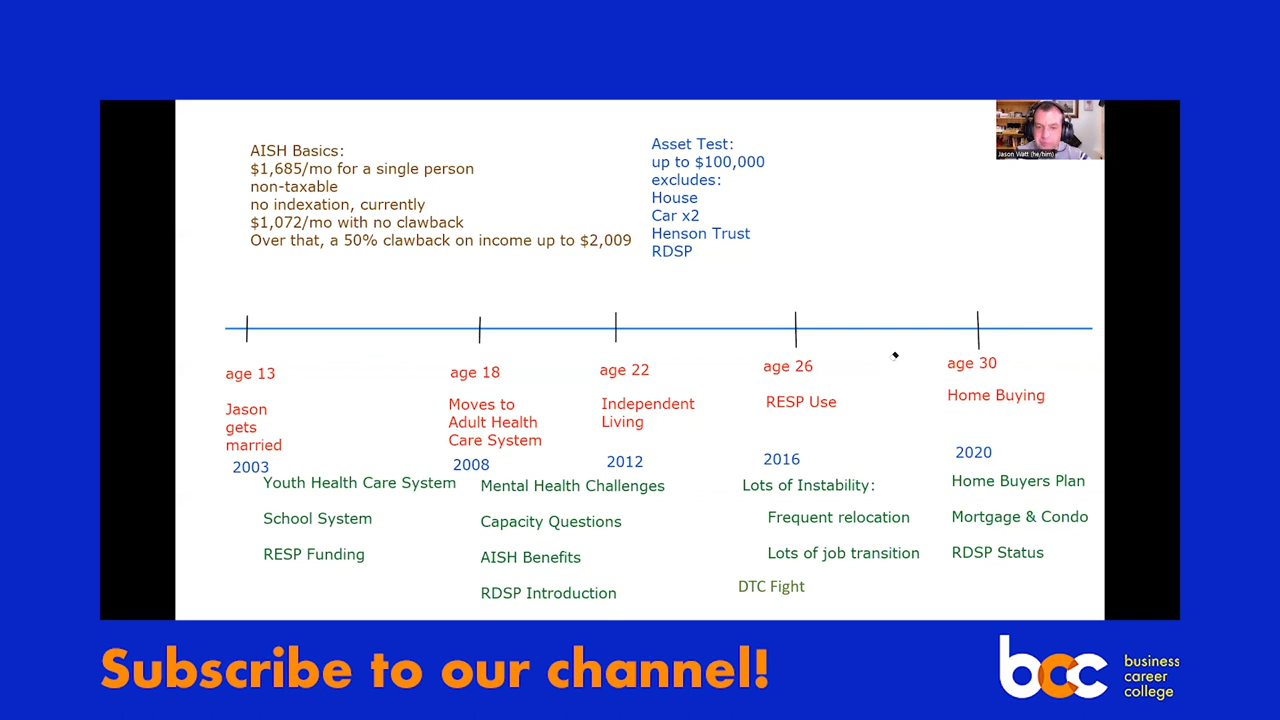 AISH Basics:
$1,685/mo for a single person
non-taxable
no indexation, currently
$1,072/mo with no clawback
Over that, a 50% clawback on income up to $2,009
Asset Test:
up to $100,000
excludes:
House
Car x2
Henson Trust
RDSP
Jason Watt (he/him)
age 13
Jason
gets
married
2003
Youth Health Care System
School System
RESP Funding
age 18
Moves to
Adult Health
Care System
2008
Mental Health Challenges
Capacity Questions
AISH Benefits
RDSP Introduction
age 22
Independent
Living
2012
age 26
RESP Use
2016
Lots of Instability:
Frequent relocation
Lots of job transition
DTC Fight
age 30
Home Buying
2020
Home Buyers Plan
Mortgage & Condo
RDSP Status
Subscribe to our channel!
bcc
business
career
college